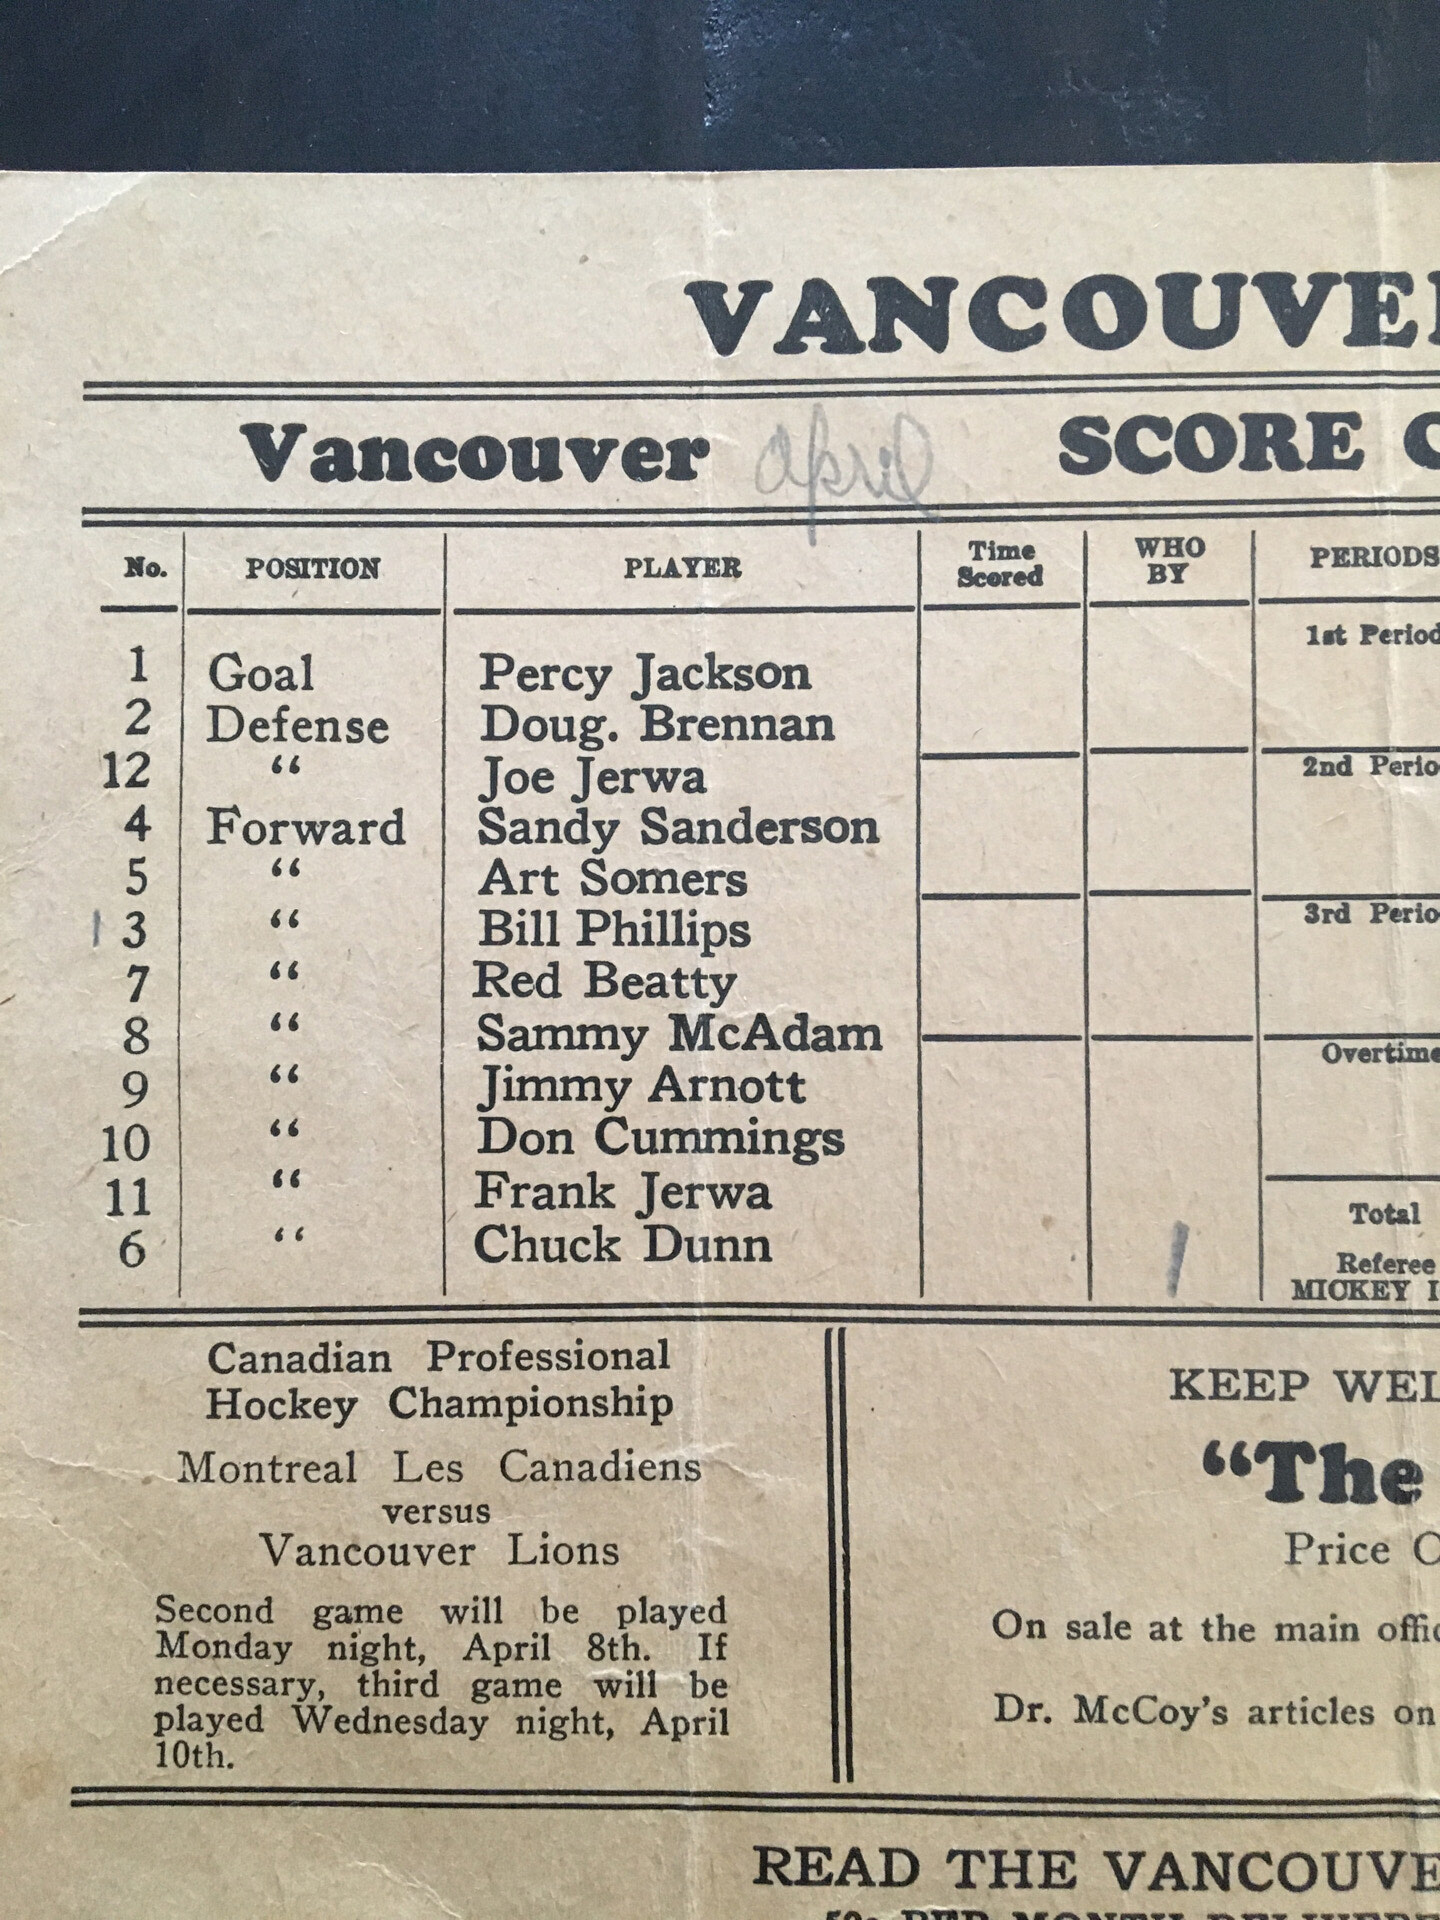 VANCOUVE
Vancouver April SCORE
No. POSITION PLAYER Time Scored WHO BY PERIODS
1 Goal Percy Jackson 1st Period
2 Defense Doug. Brennan
12 “ Joe Jerwa 2nd Perio
4 Forward Sandy Sanderson
5 “ Art Somers
3 “ Bill Phillips 3rd Perio
7 “ Red Beatty
8 “ Sammy McAdam
9 “ Jimmy Arnott Overtime
10 “ Don Cummings
11 “ Frank Jerwa Total
6 “ Chuck Dunn Referee
MICKEY I
Canadian Professional
Hockey Championship
Montreal Les Canadiens
versus
Vancouver Lions
Second game will be played
Monday night, April 8th. If
necessary, third game will be
played Wednesday night, April
10th.
KEEP WEL
“The
Price
On sale at the main offic
Dr. McCoy's articles on
READ THE VANCOUVE
PER MONTH